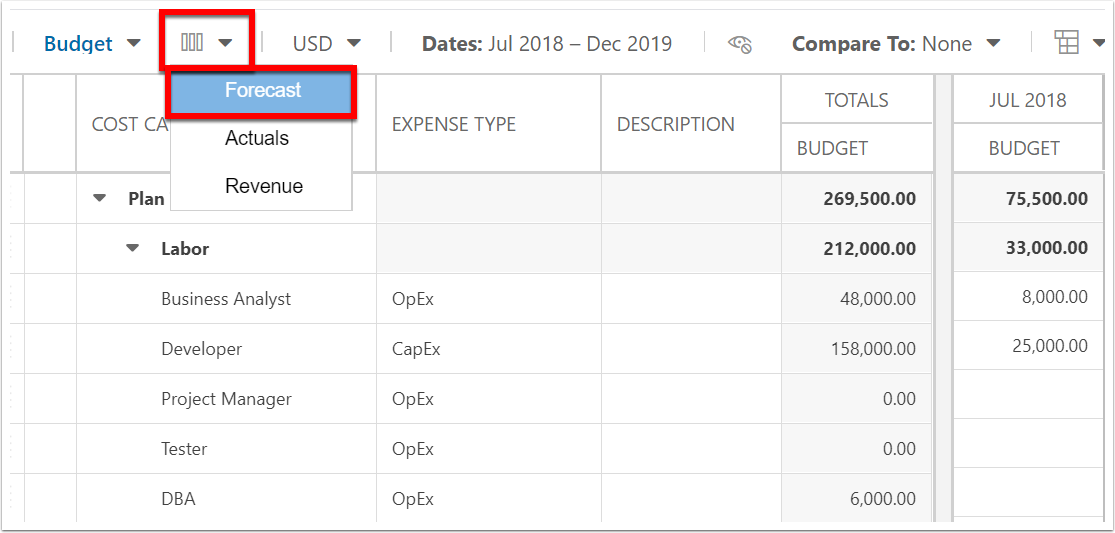 Budget USD Dates: Jul 2018 – Dec 2019 Compare To: None
Forecast
Actuals
Revenue
COST CA EXPENSE TYPE DESCRIPTION TOTALS JUL 2018
BUDGET BUDGET
Plan 269,500.00 75,500.00
Labor 212,000.00 33,000.00
Business Analyst OpEx 48,000.00 8,000.00
Developer CapEx 158,000.00 25,000.00
Project Manager OpEx 0.00
Tester OpEx 0.00
DBA OpEx 6,000.00